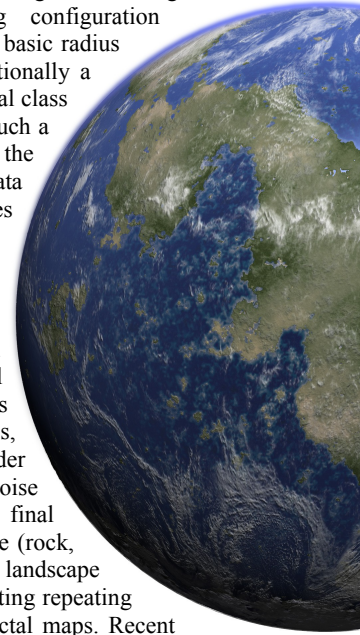 g configuration
basic radius
tionally a
al class
uch a
the
ata
es
s
s,
der
oise
final
e (rock,
landscape
ting repeating
ctal maps. Recent